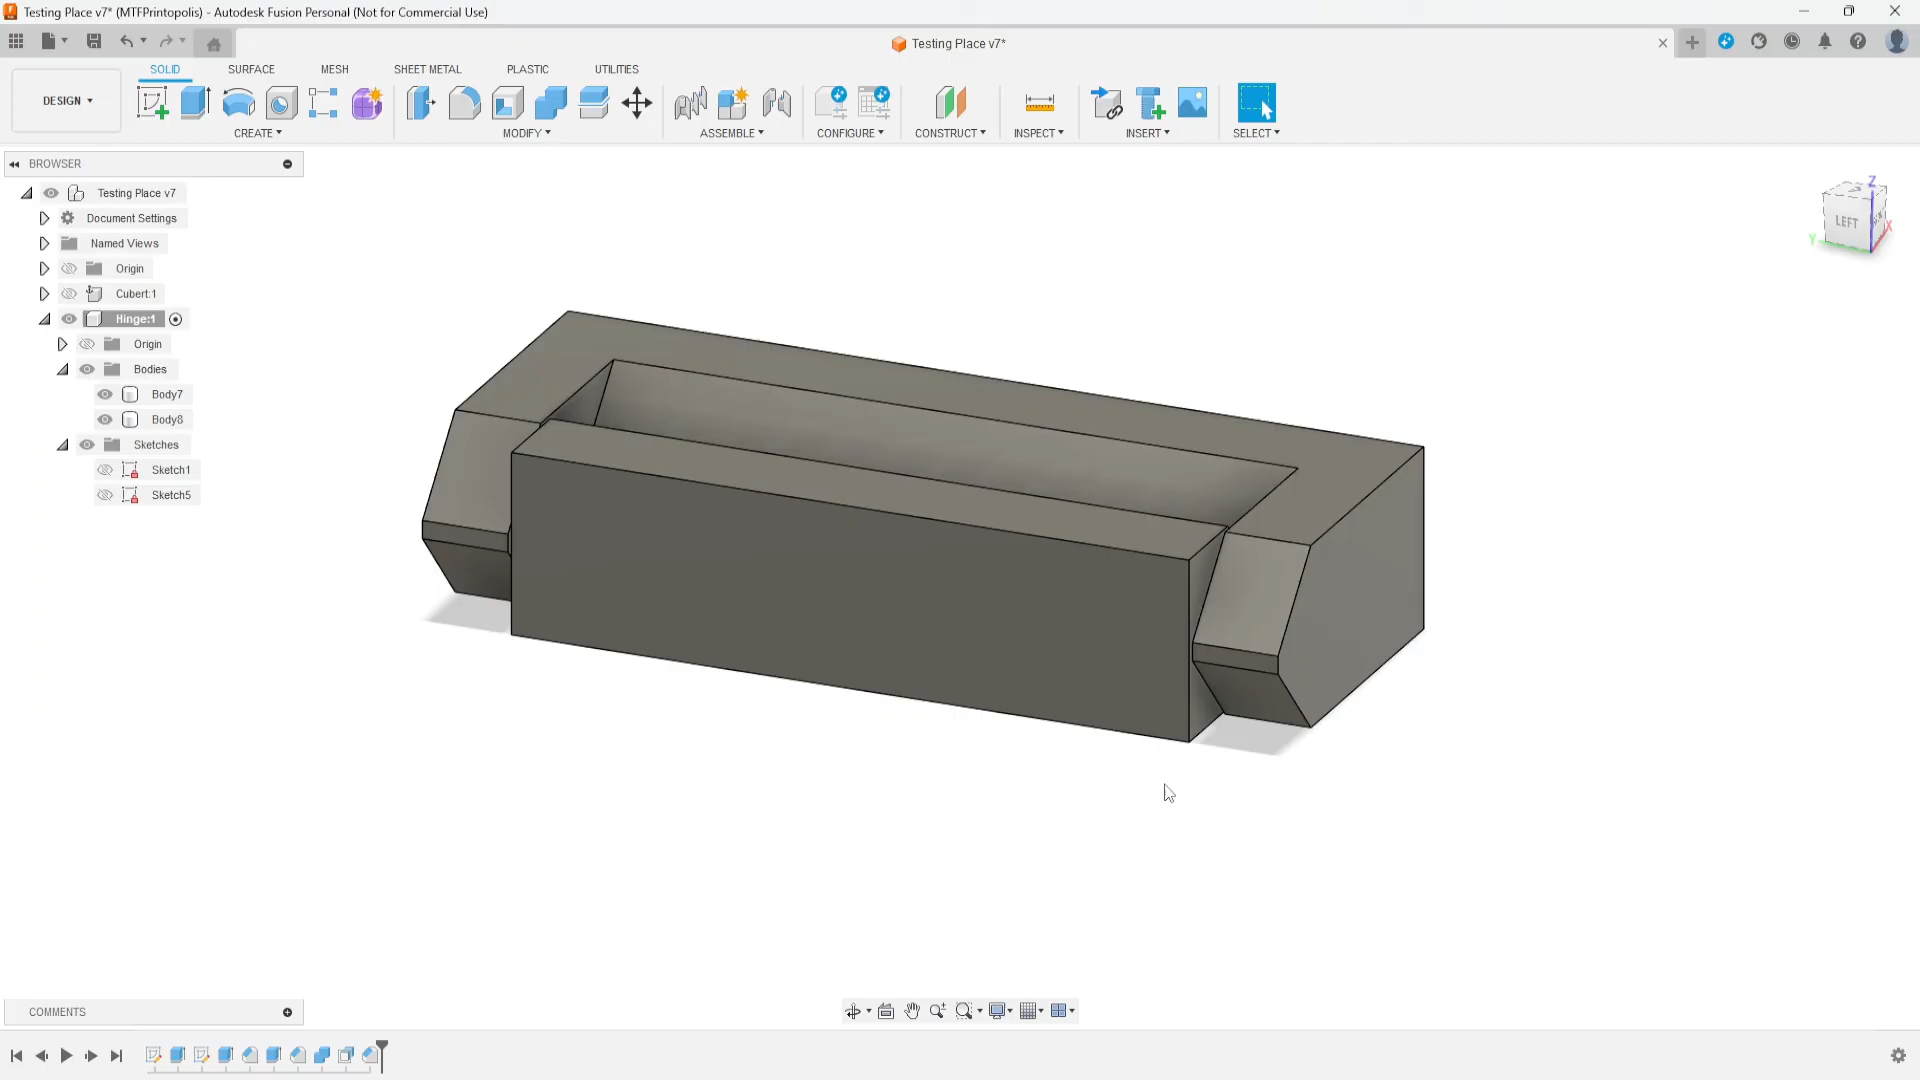 Testing Place v7* (MTFPrintopolis) - Autodesk Fusion Personal (Not for Commercial Use)
Testing Place v7*
SOLID SURFACE MESH SHEET METAL PLASTIC UTILITIES
DESIGN
CREATE MODIFY ASSEMBLE CONFIGURE CONSTRUCT INSPECT INSERT SELECT
BROWSER
Testing Place v7
Document Settings
Named Views
Origin
Cubert:1
Hinge:1
Origin
Bodies
Body7
Body8
Sketches
Sketch1
Sketch5
Z
LEFT
X
Y
COMMENTS